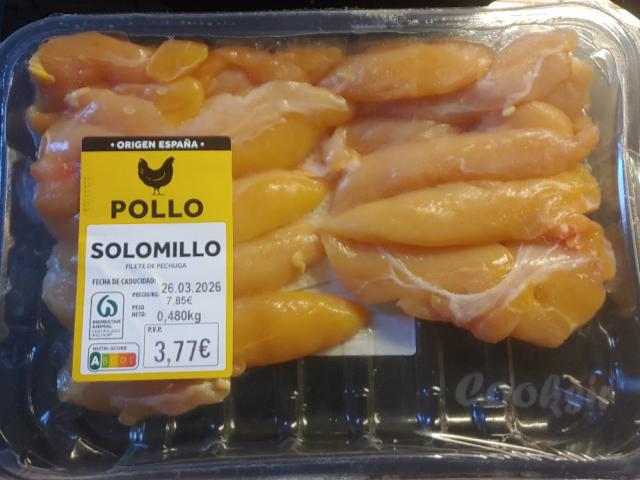 • ORIGEN ESPAÑA •
POLLO
SOLOMILLO
FILETE DE PECHUGA
FECHA DE CADUCIDAD: 26.03.2026
PRECIO/KG: 7,85€
PESO NETO: 0,480kg
BIENESTAR ANIMAL
CERTIFICADO
P.V.P.
3,77€
NUTRI-SCORE
A B C D E